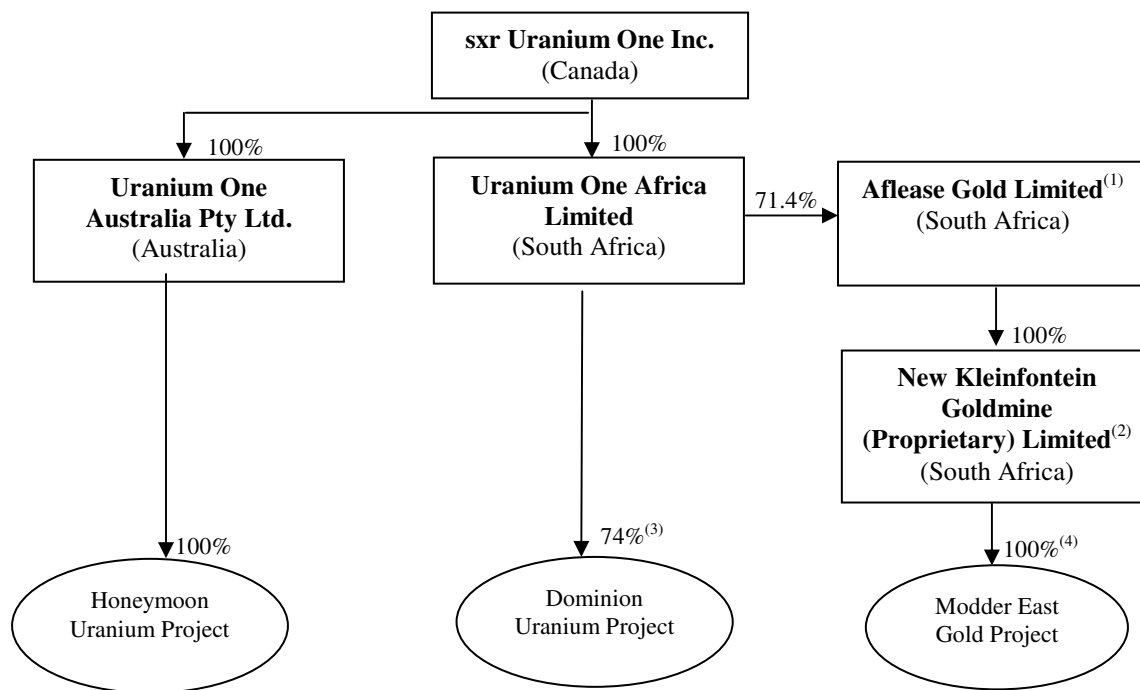 sxr Uranium One Inc.
(Canada)
100%
100%
Uranium One
Australia Pty Ltd.
(Australia)
Uranium One Africa
Limited
(South Africa)
71.4%
Aflease Gold Limited(1)
(South Africa)
100%
New Kleinfontein
Goldmine
(Proprietary) Limited(2)
(South Africa)
100%
74%(3)
100%(4)
Honeymoon
Uranium Project
Dominion
Uranium Project
Modder East
Gold Project